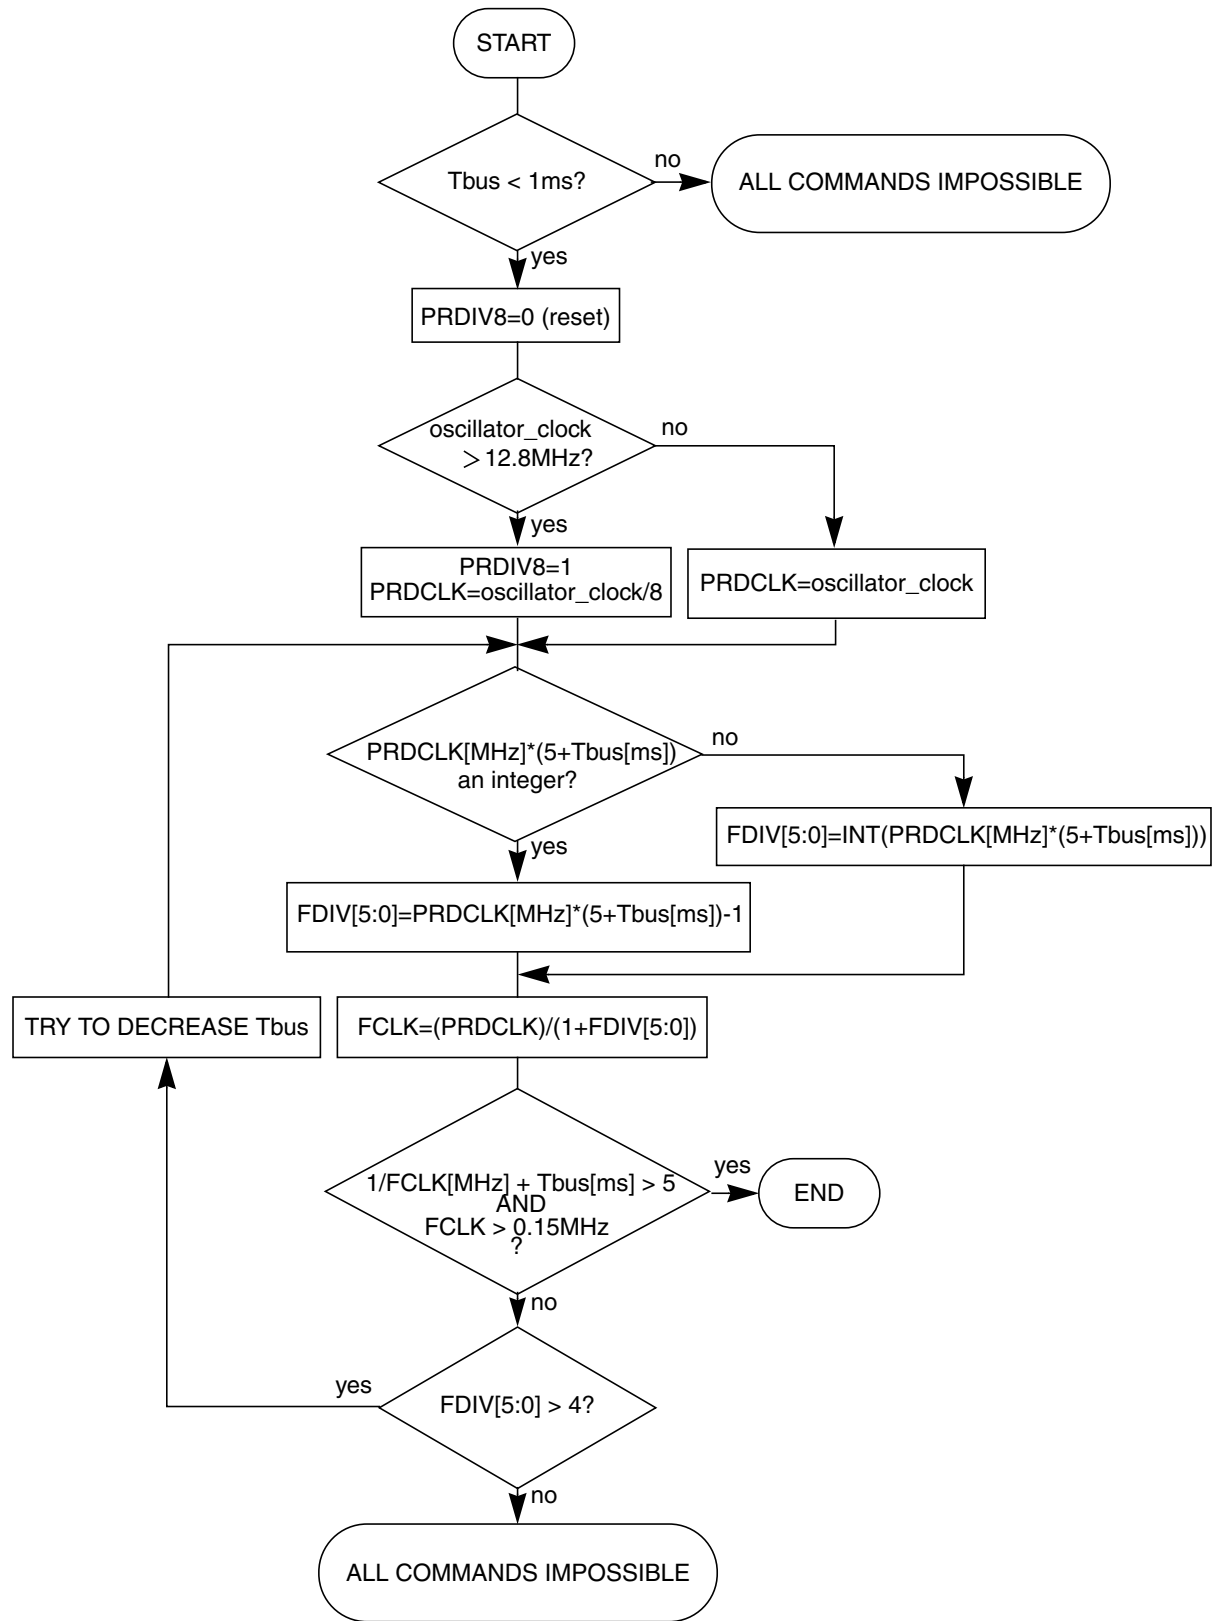 START
Tbus < 1ms?
no
ALL COMMANDS IMPOSSIBLE
yes
PRDIV8=0 (reset)
oscillator_clock
> 12.8MHz?
no
yes
PRDIV8=1
PRDCLK=oscillator_clock/8
PRDCLK=oscillator_clock
PRDCLK[MHz]*(5+Tbus[ms])
an integer?
no
yes
FDIV[5:0]=INT(PRDCLK[MHz]*(5+Tbus[ms]))
FDIV[5:0]=PRDCLK[MHz]*(5+Tbus[ms])-1
TRY TO DECREASE Tbus
FCLK=(PRDCLK)/(1+FDIV[5:0])
1/FCLK[MHz] + Tbus[ms] > 5
AND
FCLK > 0.15MHz
?
yes
END
no
yes
FDIV[5:0] > 4?
no
ALL COMMANDS IMPOSSIBLE